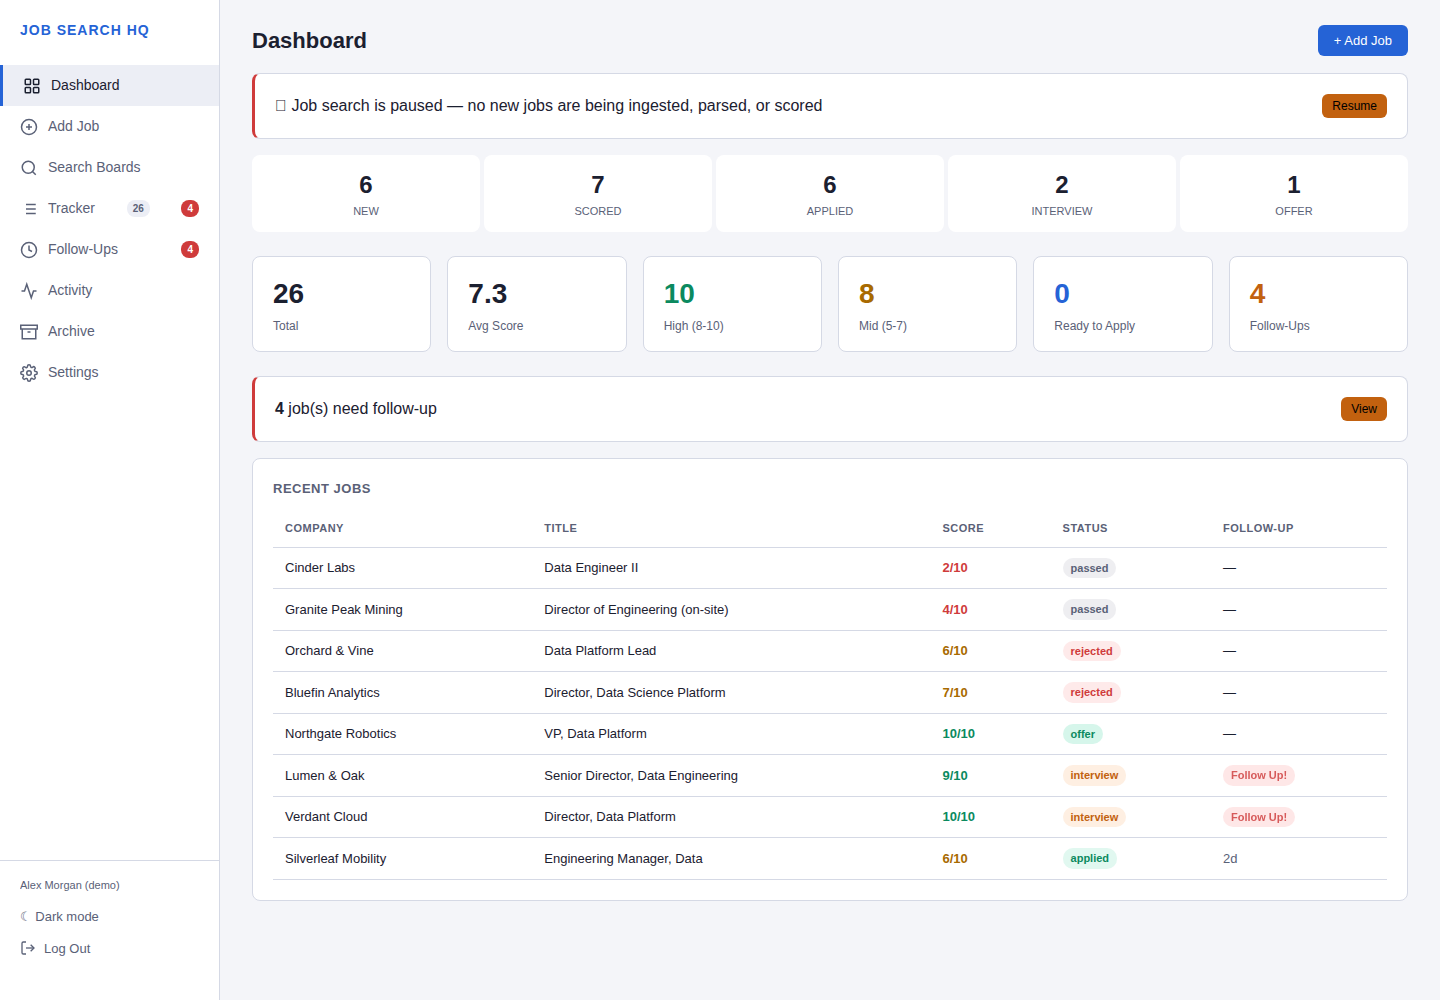 JOB SEARCH HQ
Dashboard
Add Job
Search Boards
Tracker 26 4
Follow-Ups 4
Activity
Archive
Settings
Alex Morgan (demo)
☾ Dark mode
Log Out
Dashboard
+ Add Job
Job search is paused — no new jobs are being ingested, parsed, or scored
Resume
6 7 6 2 1
NEW SCORED APPLIED INTERVIEW OFFER
26 7.3 10 8 0 4
Total Avg Score High (8-10) Mid (5-7) Ready to Apply Follow-Ups
4 job(s) need follow-up
View
RECENT JOBS
COMPANY TITLE SCORE STATUS FOLLOW-UP
Cinder Labs Data Engineer II 2/10 passed —
Granite Peak Mining Director of Engineering (on-site) 4/10 passed —
Orchard & Vine Data Platform Lead 6/10 rejected —
Bluefin Analytics Director, Data Science Platform 7/10 rejected —
Northgate Robotics VP, Data Platform 10/10 offer —
Lumen & Oak Senior Director, Data Engineering 9/10 interview Follow Up!
Verdant Cloud Director, Data Platform 10/10 interview Follow Up!
Silverleaf Mobility Engineering Manager, Data 6/10 applied 2d